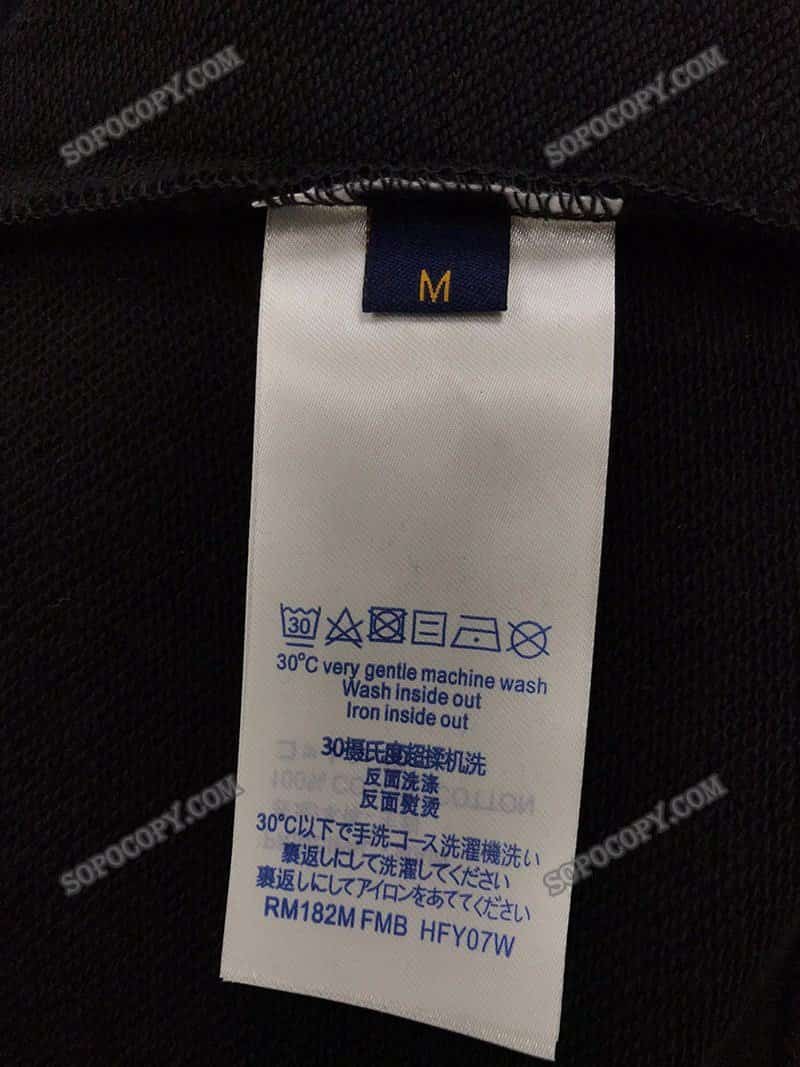 SOPOCOPY.COM
SOPOCOPY.COM
M
30
30°C very gentle machine wash
Wash inside out
Iron inside out
30摄氏度超揉机洗
反面洗涤
反面熨烫
30°C以下で手洗コース洗濯機洗い
裏返しにして洗濯してください
裏返しにしてアイロンをあててください
RM182M FMB HFY07W
SOPOCOPY.COM
SOPOCOPY.COM